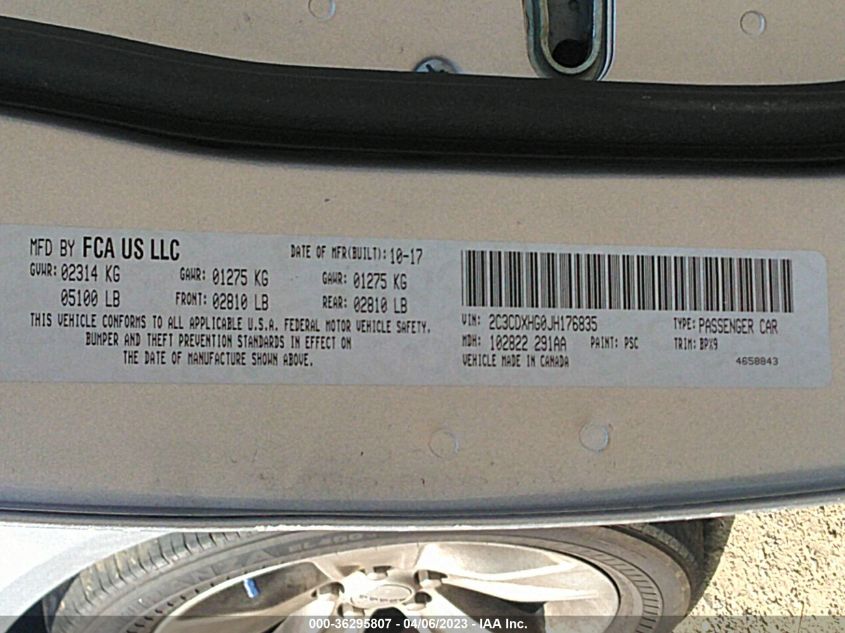 MFD BY FCA US LLC
DATE OF MFR(BUILT): 10-17
GVWR: 02314 KG GAWR: 01275 KG GAWR: 01275 KG
05100 LB FRONT: 02810 LB REAR: 02810 LB
THIS VEHICLE CONFORMS TO ALL APPLICABLE U.S.A. FEDERAL MOTOR VEHICLE SAFETY,
BUMPER AND THEFT PREVENTION STANDARDS IN EFFECT ON
THE DATE OF MANUFACTURE SHOWN ABOVE.
VIN: 2C3CDXHG0JH176835 TYPE: PASSENGER CAR
MDH: 102822 291AA PAINT: PSC TRIM: BPX9
VEHICLE MADE IN CANADA 4658843
000-36295807 - 04/06/2023 - IAA Inc.